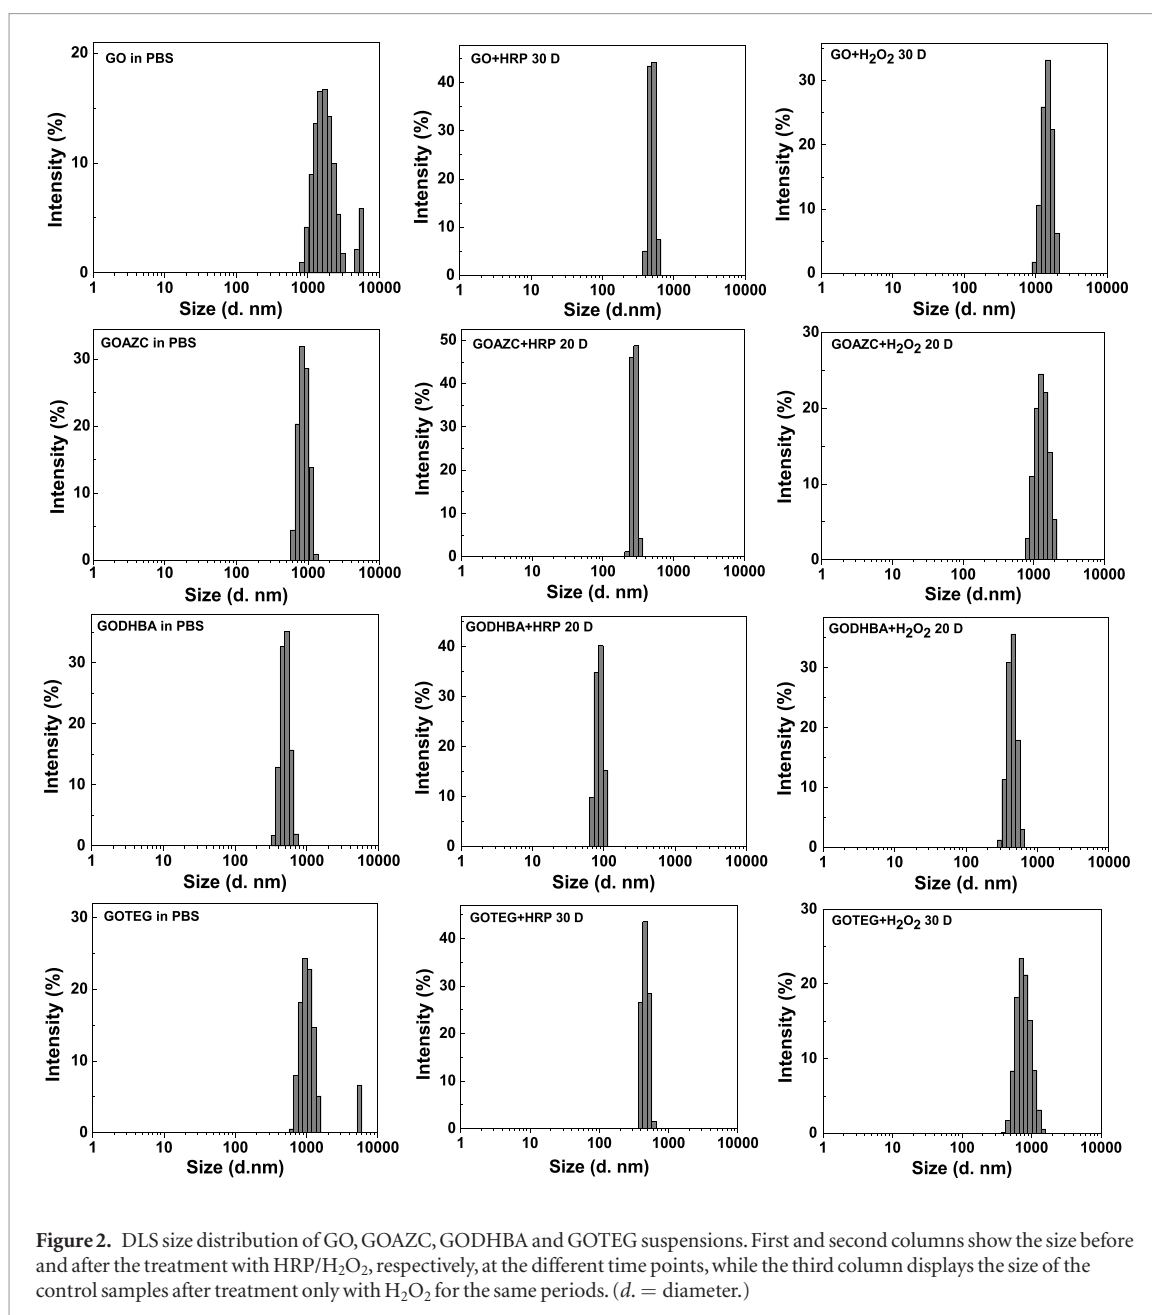 GO in PBS
20
10
0
1 10 100 1000 10000
Intensity (%)
Size (d. nm)
GO+HRP 30 D
40
30
20
10
0
1 10 100 1000 10000
Intensity (%)
Size (d.nm)
GO+H₂O₂ 30 D
30
20
10
0
1 10 100 1000 10000
Intensity (%)
Size (d. nm)
GOAZC in PBS
30
20
10
0
1 10 100 1000 10000
Intensity (%)
Size (d. nm)
GOAZC+HRP 20 D
50
40
30
20
10
0
1 10 100 1000 10000
Intensity (%)
Size (d. nm)
GOAZC+H₂O₂ 20 D
30
20
10
0
1 10 100 1000 10000
Intensity (%)
Size (d.nm)
GODHBA in PBS
30
20
10
0
1 10 100 1000 10000
Intensity (%)
Size (d. nm)
GODHBA+HRP 20 D
40
30
20
10
0
1 10 100 1000 10000
Intensity (%)
Size (d. nm)
GODHBA+H₂O₂ 20 D
30
20
10
0
1 10 100 1000 10000
Intensity (%)
Size (d. nm)
GOTEG in PBS
30
20
10
0
1 10 100 1000 10000
Intensity (%)
Size (d.nm)
GOTEG+HRP 30 D
40
30
20
10
0
1 10 100 1000 10000
Intensity (%)
Size (d. nm)
GOTEG+H₂O₂ 30 D
30
20
10
0
1 10 100 1000 10000
Intensity (%)
Size (d. nm)
Figure 2. DLS size distribution of GO, GOAZC, GODHBA and GOTEG suspensions. First and second columns show the size before
and after the treatment with HRP/H₂O₂, respectively, at the different time points, while the third column displays the size of the
control samples after treatment only with H₂O₂ for the same periods. (d. = diameter.)